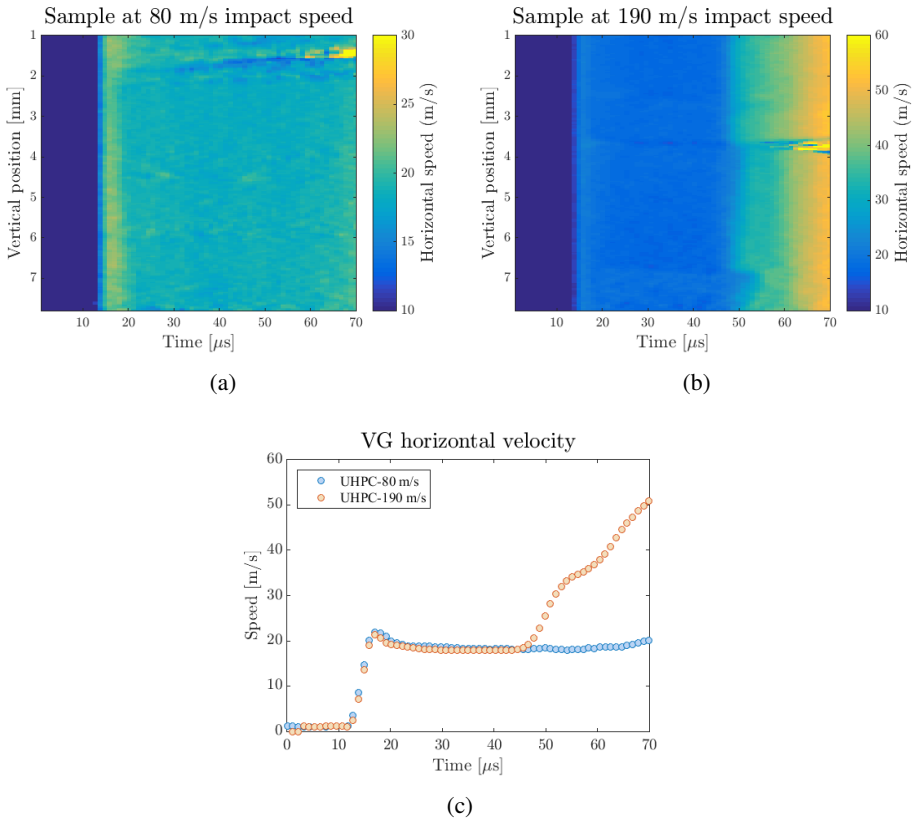 Sample at 80 m/s impact speed
1
2
3
4
5
6
7
Vertical position [mm]
10 20 30 40 50 60 70
Time [μs]
30
25
20
15
10
Horizontal speed (m/s)
(a)
Sample at 190 m/s impact speed
1
2
3
4
5
6
7
Vertical position [mm]
10 20 30 40 50 60 70
Time [μs]
60
50
40
30
20
10
Horizontal speed (m/s)
(b)
VG horizontal velocity
UHPC-80 m/s
UHPC-190 m/s
60
50
40
30
20
10
0
Speed [m/s]
0 10 20 30 40 50 60 70
Time [μs]
(c)